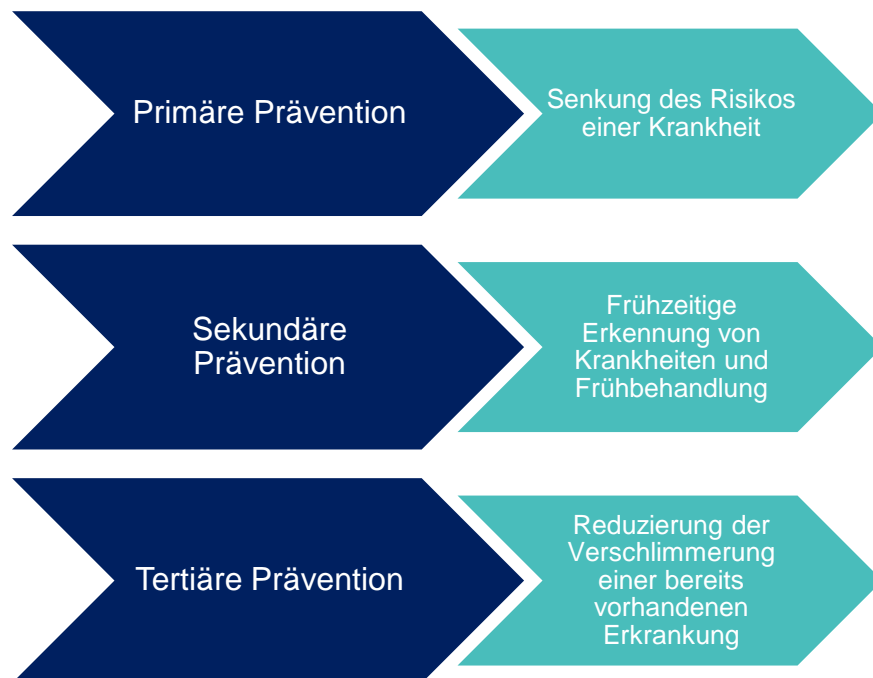 Primäre Prävention
Senkung des Risikos
einer Krankheit
Sekundäre
Prävention
Frühzeitige
Erkennung von
Krankheiten und
Frühbehandlung
Tertiäre Prävention
Reduzierung der
Verschlimmerung
einer bereits
vorhandenen
Erkrankung